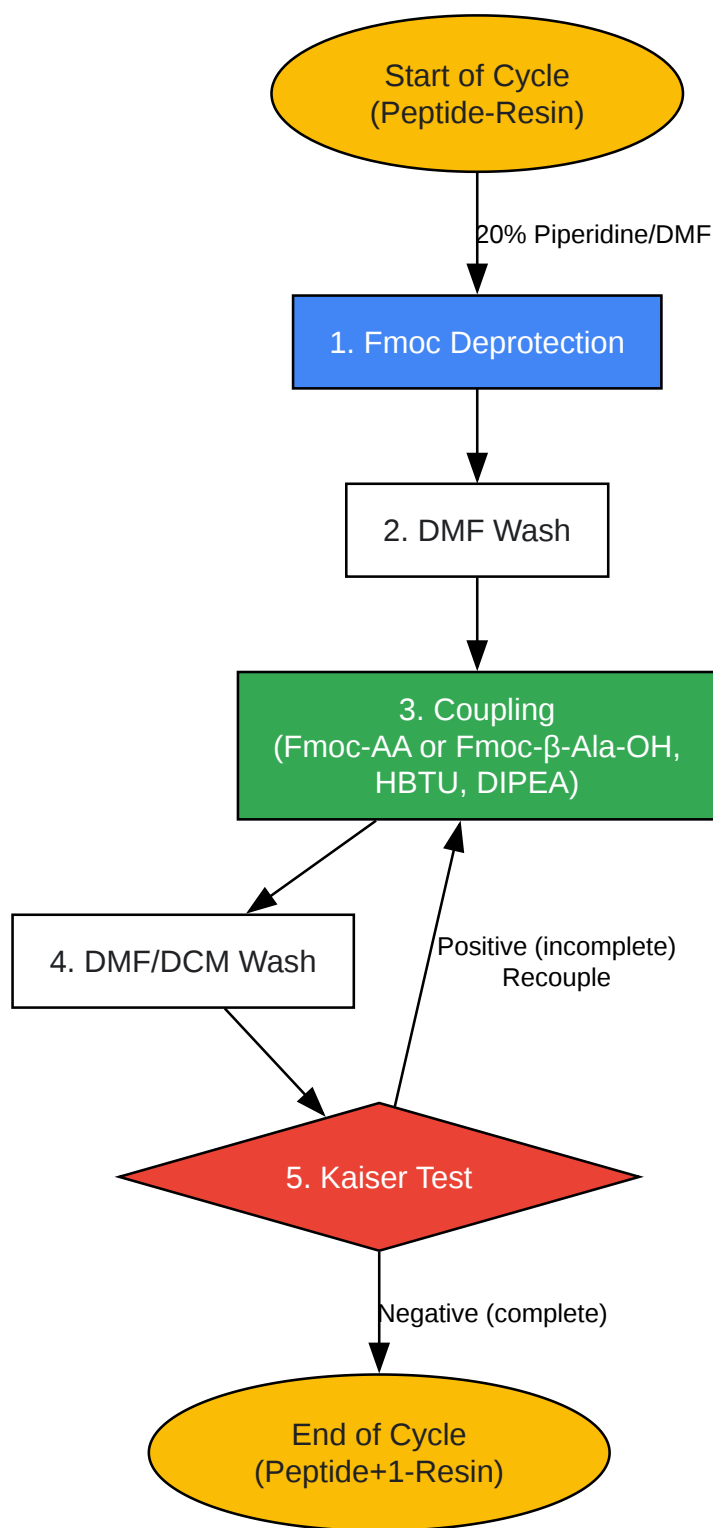 Start of Cycle
(Peptide-Resin)
20% Piperidine/DMF
1. Fmoc Deprotection
2. DMF Wash
3. Coupling
(Fmoc-AA or Fmoc-β-Ala-OH,
HBTU, DIPEA)
4. DMF/DCM Wash
Positive (incomplete)
Recouple
5. Kaiser Test
Negative (complete)
End of Cycle
(Peptide+1-Resin)